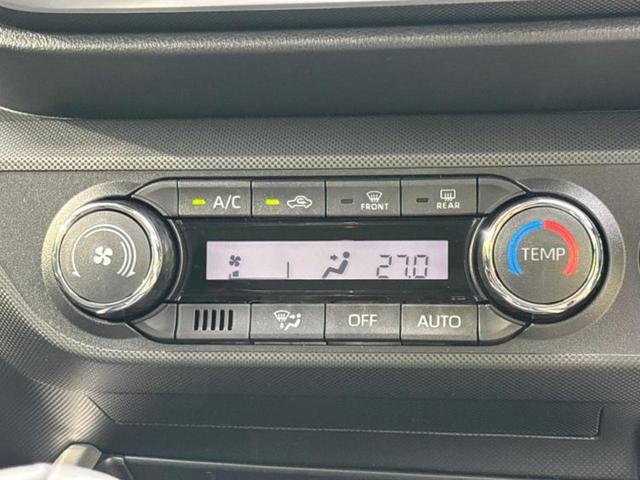 A/C
FRONT
REAR
27.0
TEMP
OFF
AUTO